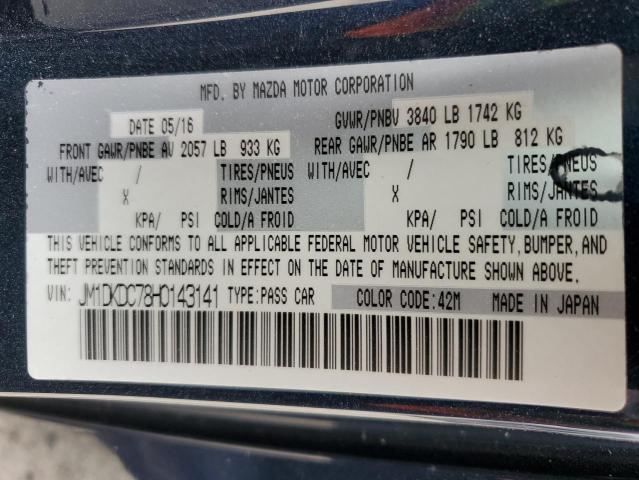 MFD. BY MAZDA MOTOR CORPORATION
DATE 05/16 GVWR/PNBV 3840 LB 1742 KG
FRONT GAWR/PNBE AV 2057 LB 933 KG REAR GAWR/PNBE AR 1790 LB 812 KG
WITH/AVEC / TIRES/PNEUS WITH/AVEC / TIRES/PNEUS
X RIMS/JANTES X RIMS/JANTES
KPA/ PSI COLD/A FROID KPA/ PSI COLD/A FROID
THIS VEHICLE CONFORMS TO ALL APPLICABLE FEDERAL MOTOR VEHICLE SAFETY, BUMPER, AND
THEFT PREVENTION STANDARDS IN EFFECT ON THE DATE OF MANUFACTURE SHOWN ABOVE.
VIN: JM1DKDC78H0143141 TYPE:PASS CAR COLOR CODE:42M MADE IN JAPAN